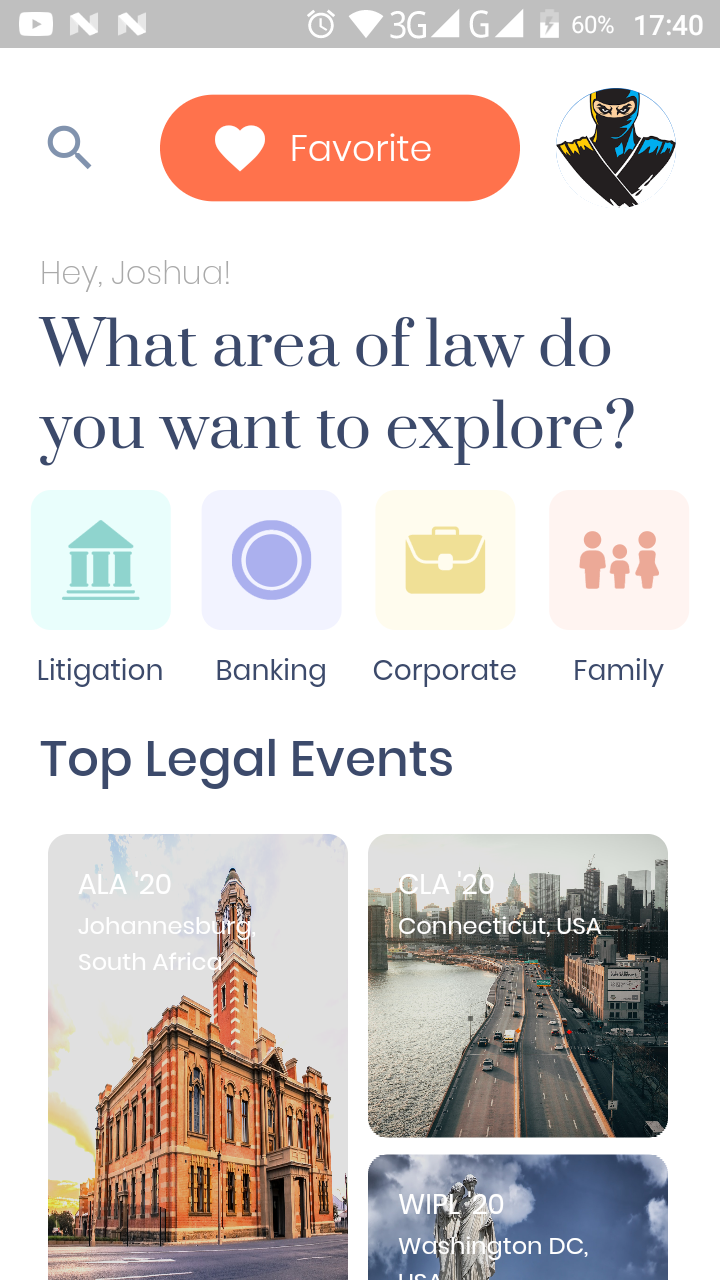 3G G 60% 17:40
Favorite
Hey, Joshua!
What area of law do
you want to explore?
Litigation Banking Corporate Family
Top Legal Events
ALA '20
Johannesburg,
South Africa
CLA '20
Connecticut, USA
WIPL '20
Washington DC,
USA